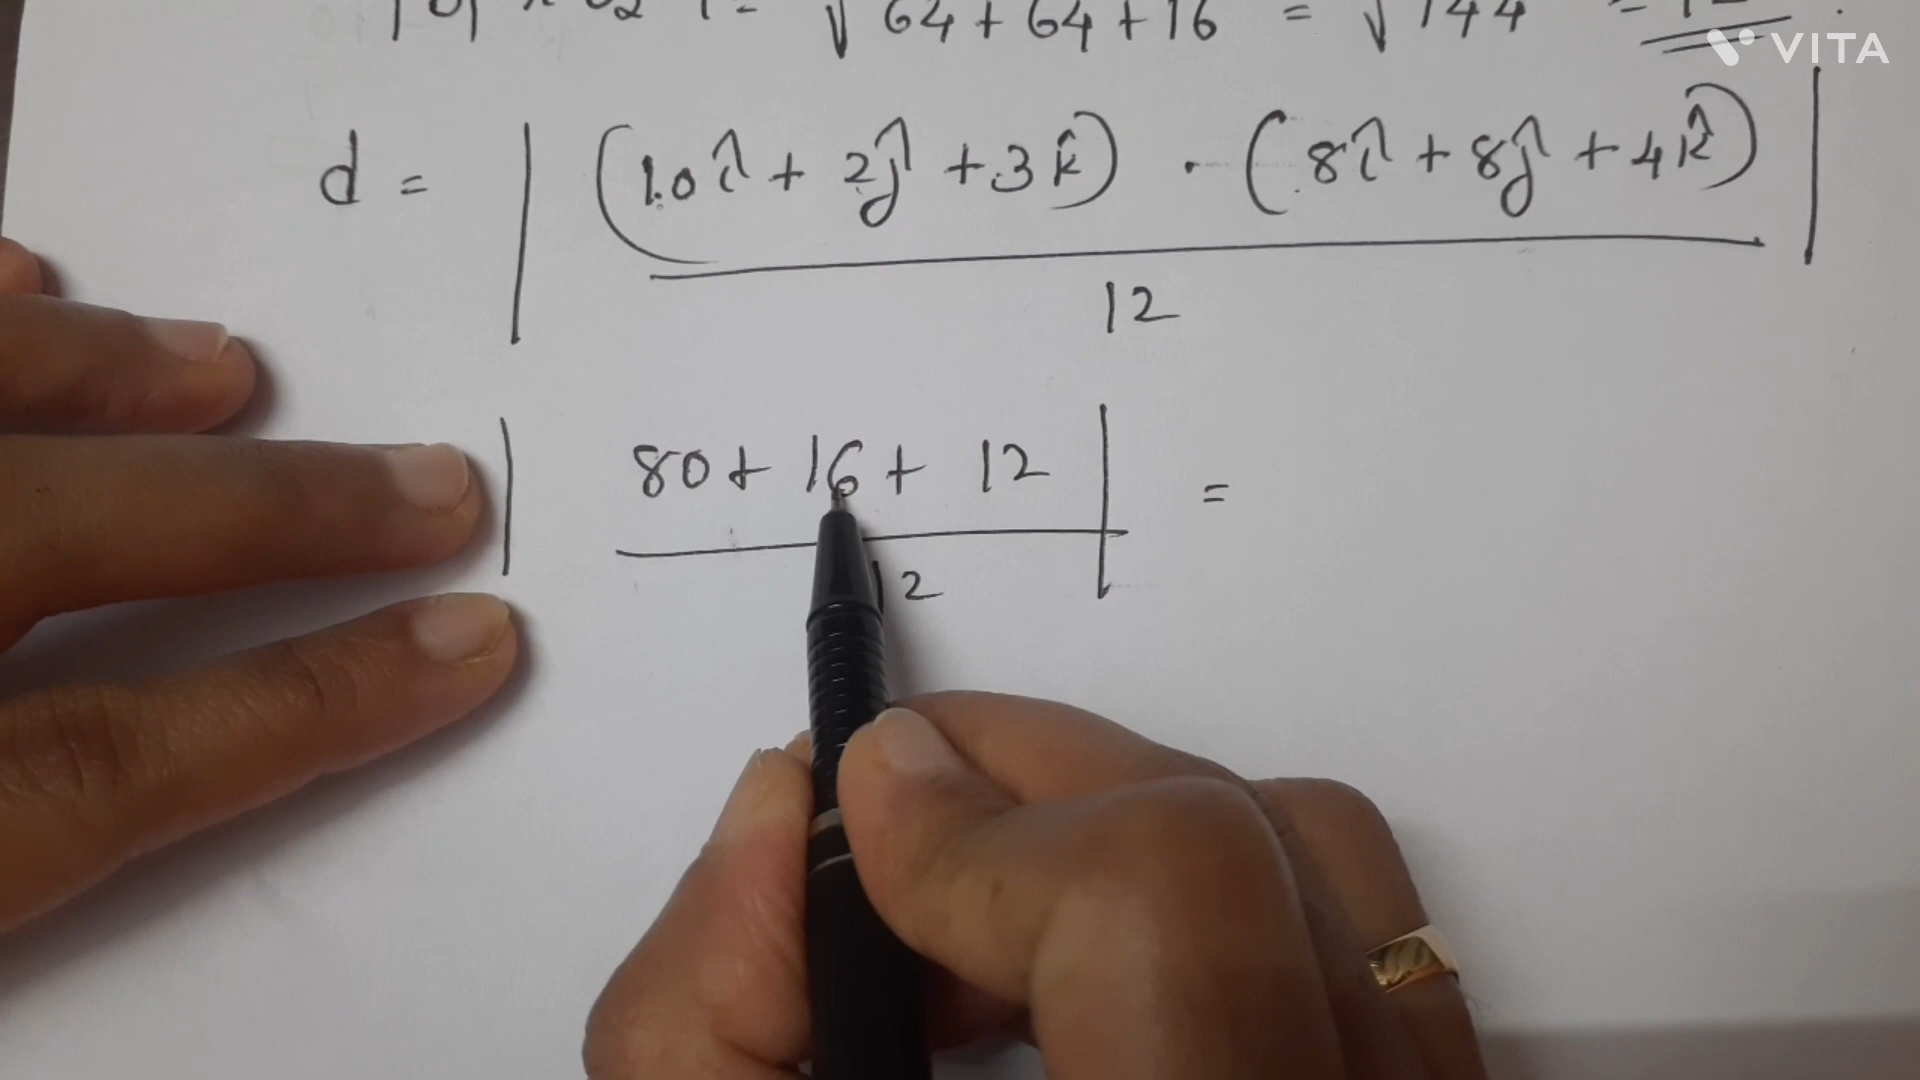 = √64 + 64 + 16 = √144 =
VITA
d = | (10î + 2ĵ + 3k̂) · (8î + 8ĵ + 4k̂) |
12
| 80 + 16 + 12 | =
12